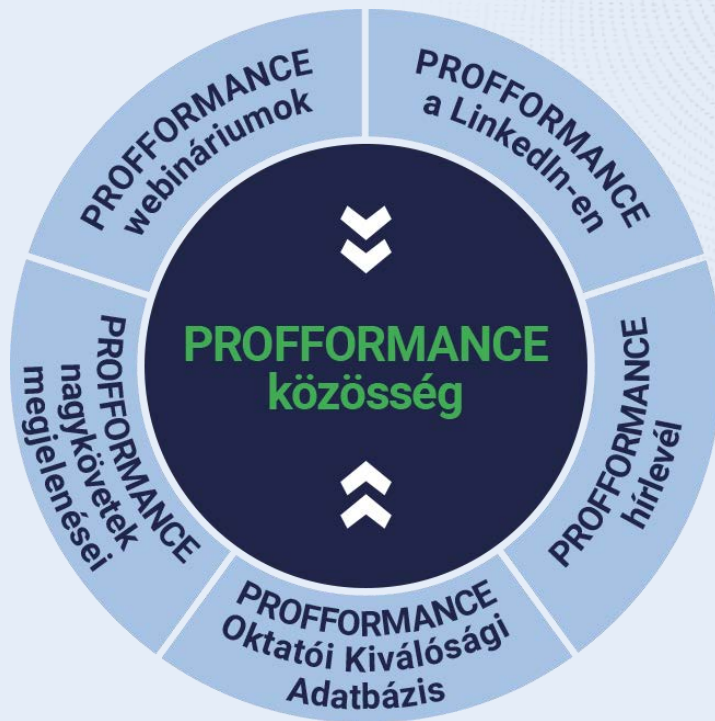 PROFFORMANCE
webináriumok
PROFFORMANCE
a LinkedIn-en
PROFFORMANCE
közösség
PROFFORMANCE
hírlevél
PROFFORMANCE
Oktatói Kiválósági
Adatbázis
PROFFORMANCE
nagykövetek
megjelenései